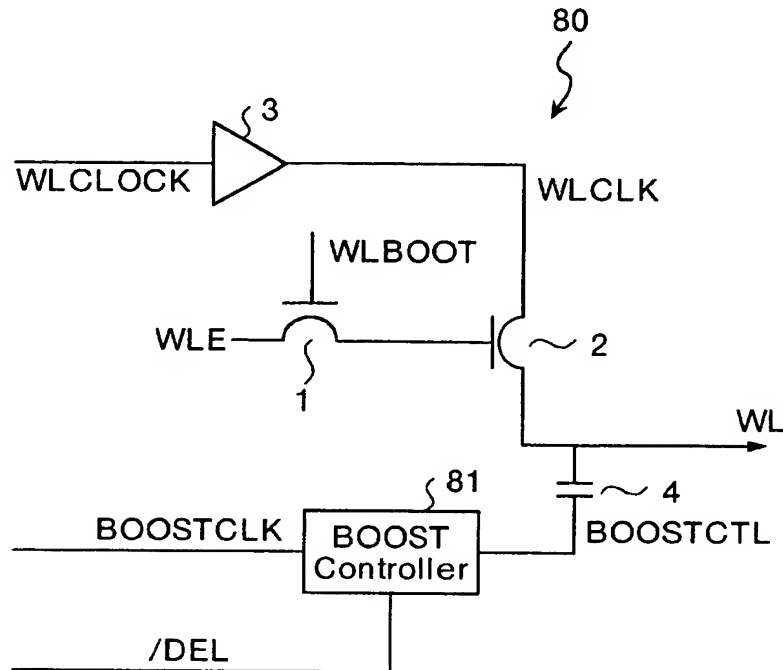 80
3
WLCLOCK
WLCLK
WLBOOT
WLE
2
1
WL
81
4
BOOSTCLK
BOOST
Controller
BOOSTCTL
/DEL